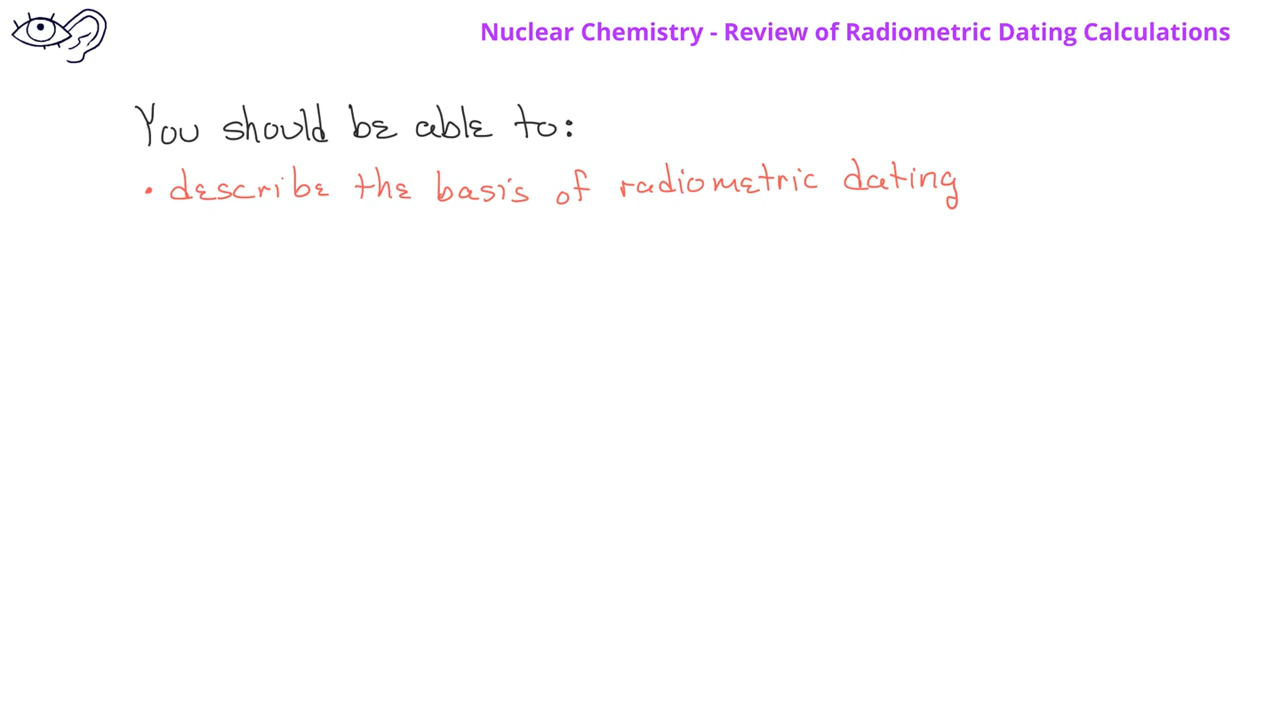 Nuclear Chemistry - Review of Radiometric Dating Calculations
You should be able to:
• describe the basis of radiometric dating